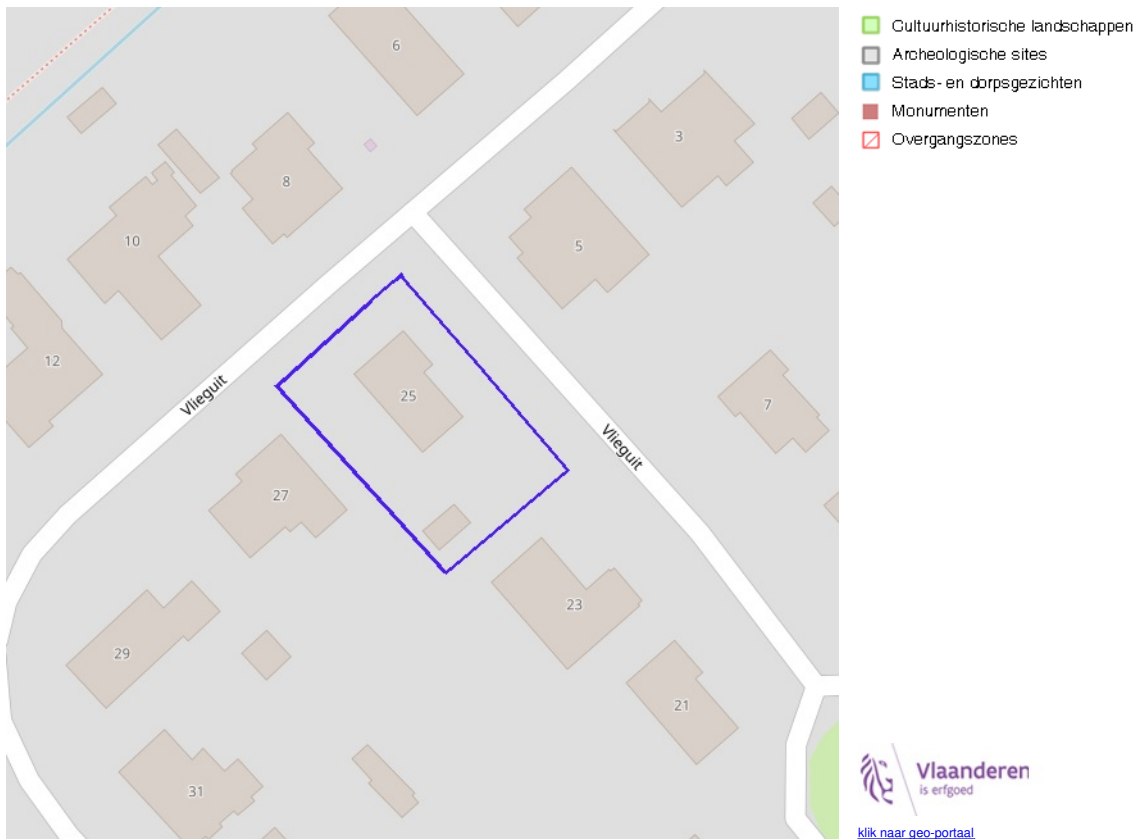 6
3
8
5
10
12
25
7
Vlieguit
Vlieguit
27
23
29
21
31
Cultuurhistorische landschappen
Archeologische sites
Stads- en dorpsgezichten
Monumenten
Overgangszones
Vlaanderen
is erfgoed
klik naar geo-portaal